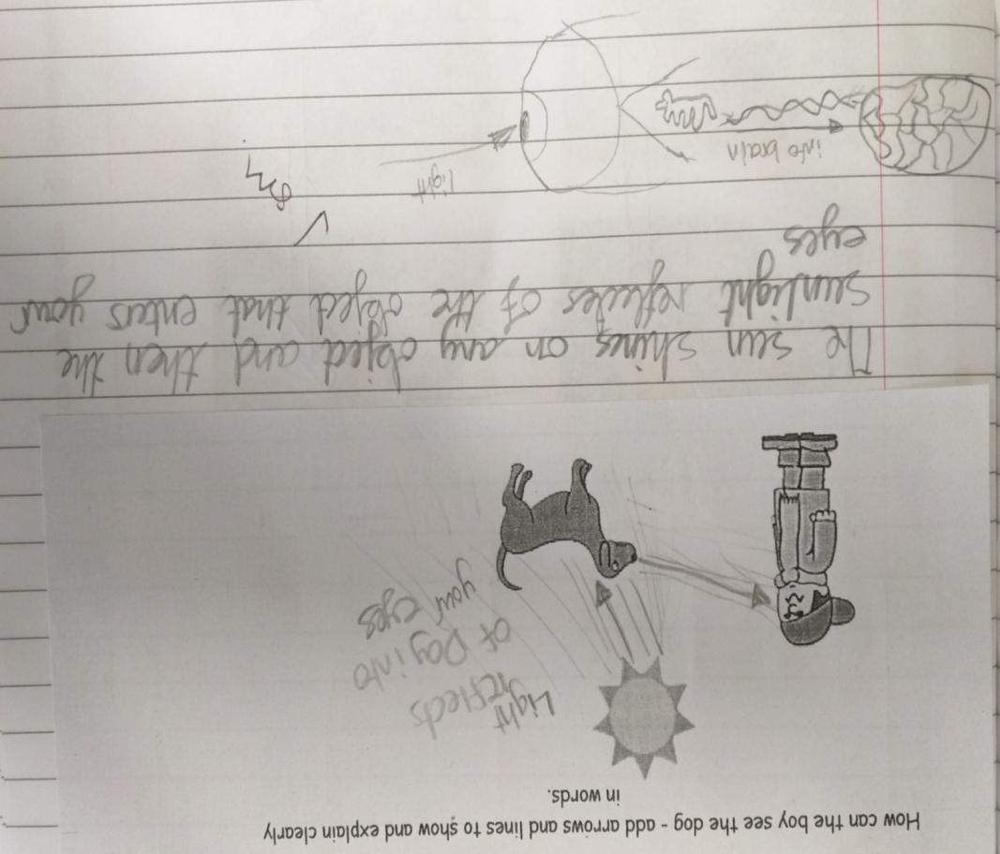 How can the boy see the dog - add arrows and lines to show and explain clearly
in words.
Light
reflects
of Dog into
your eyes
The sun shines on any object and then the
sunlight reflectes of the object that enters your
eyes
light
into brain